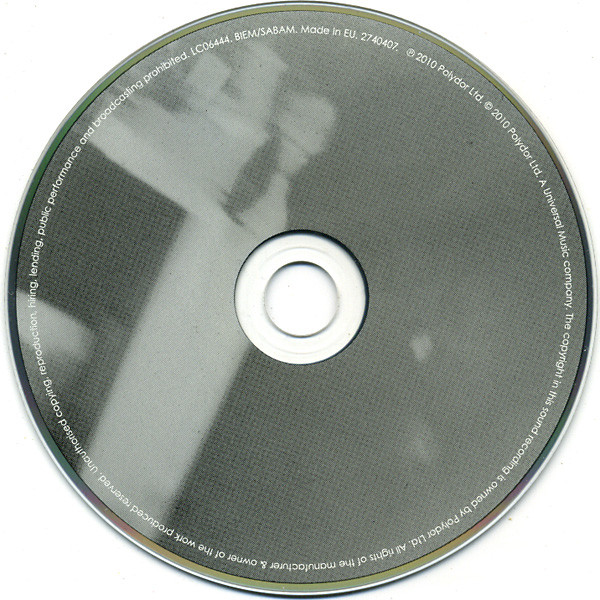 ℗ 2010 Polydor Ltd. © 2010 Polydor Ltd. A Universal Music company. The copyright in this sound recording is owned by Polydor Ltd. All rights of the manufacturer & owner of the work produced reserved. Unauthorised copying, reproduction, hiring, lending, public performance and broadcasting prohibited. LC06444. BIEM/SABAM. Made In EU. 2740407.